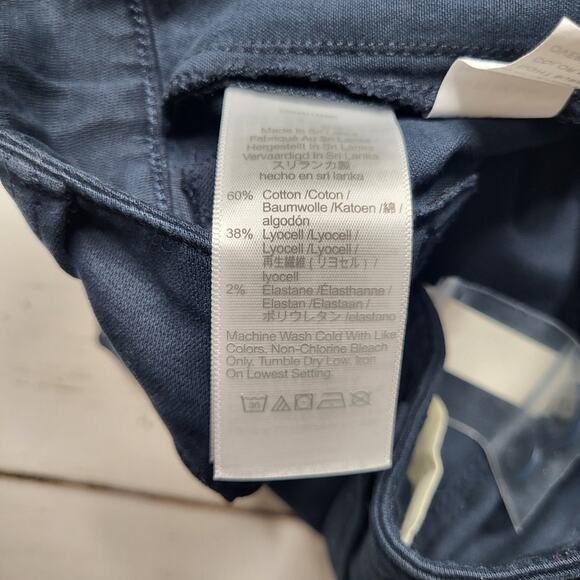 Made in Sri Lanka
Fabriqué Au Sri Lanka
Hergestellt in Sri Lanka
Vervaardigd In Sri Lanka
スリランカ製
hecho en sri lanka
60% Cotton /Coton /
Baumwolle /Katoen /綿 /
algodón
38% Lyocell /Lyocell /
Lyocell /Lyocell /
再生繊維 ( リヨセル ) /
lyocell
2% Elastane /Élasthanne /
Elastan /Elastaan /
ポリウレタン /elastano
Machine Wash Cold With Like
Colors. Non-Chlorine Bleach
Only. Tumble Dry Low. Iron
On Lowest Setting.
30